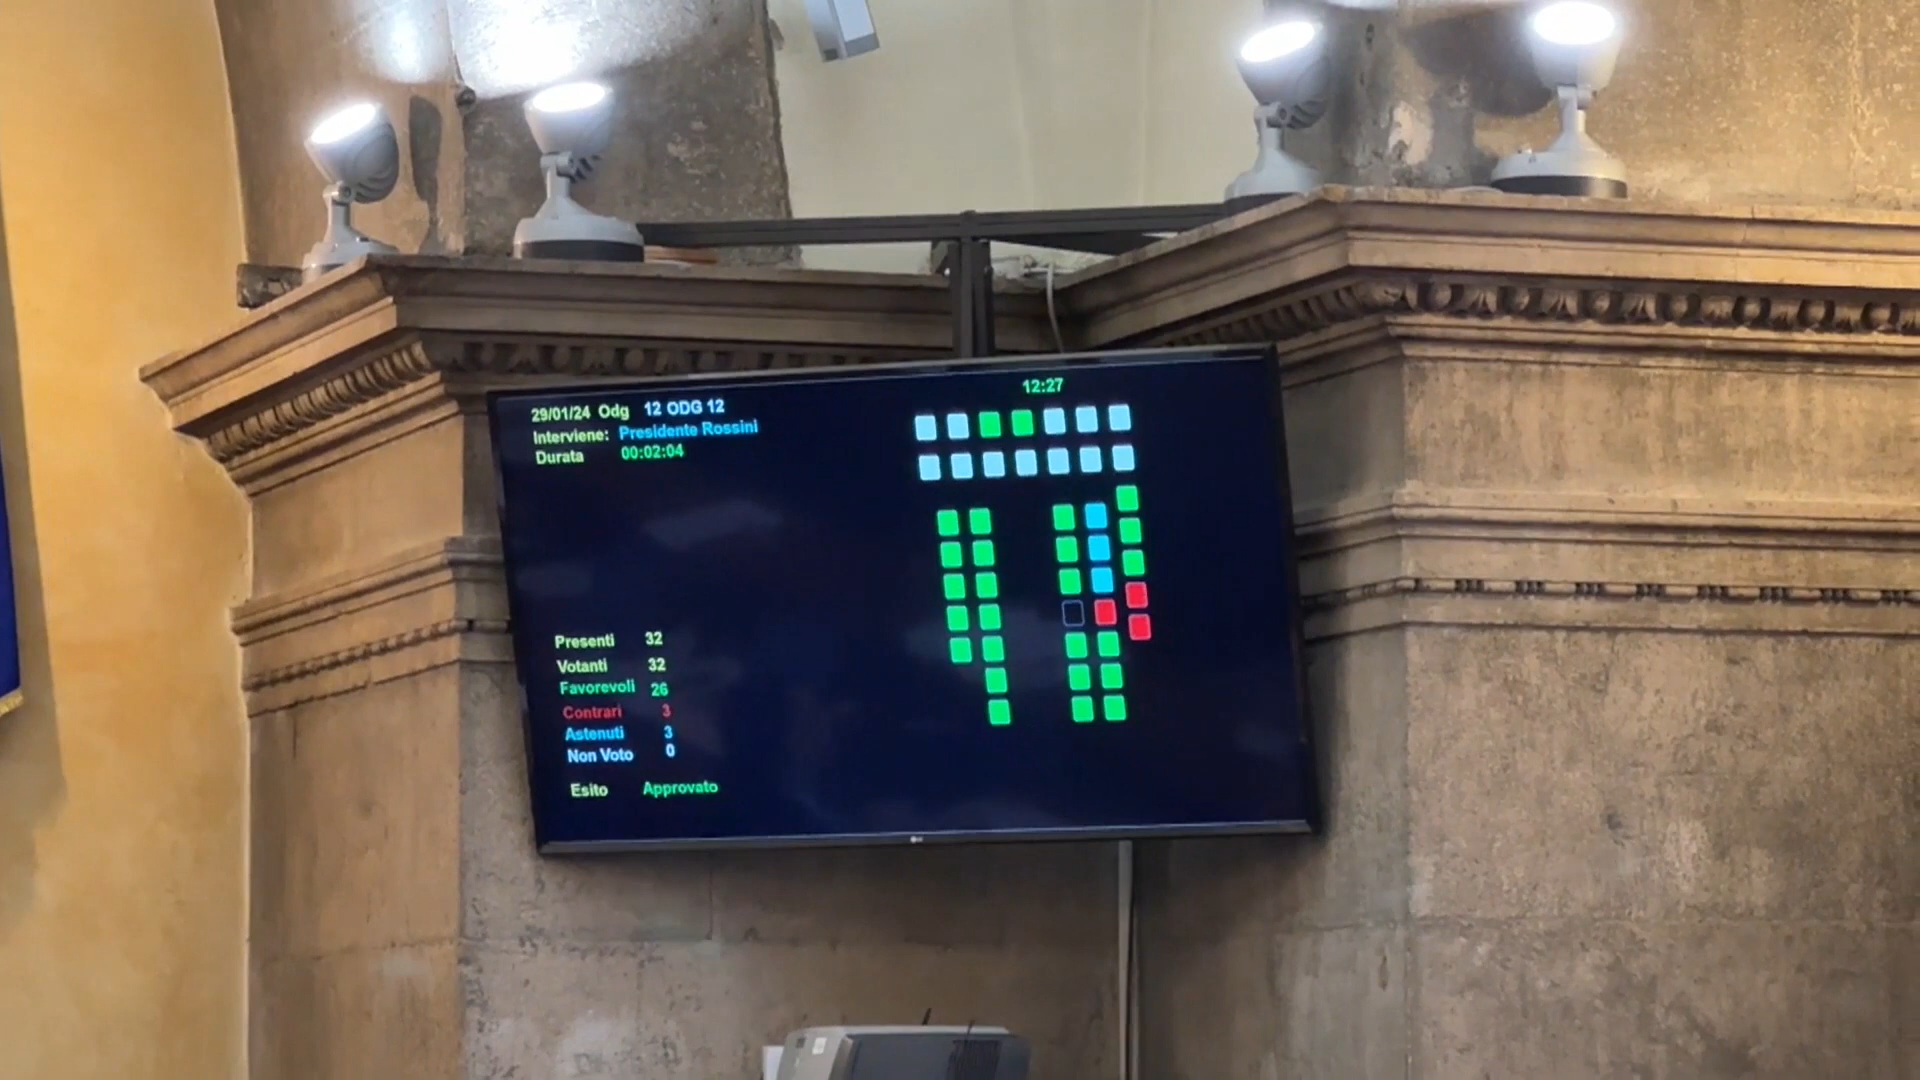 12:27
29/01/24 Odg 12 ODG 12
Interviene: Presidente Rossini
Durata 00:02:04
Presenti 32
Votanti 32
Favorevoli 26
Contrari 3
Astenuti 3
Non Voto 0
Esito Approvato
LG